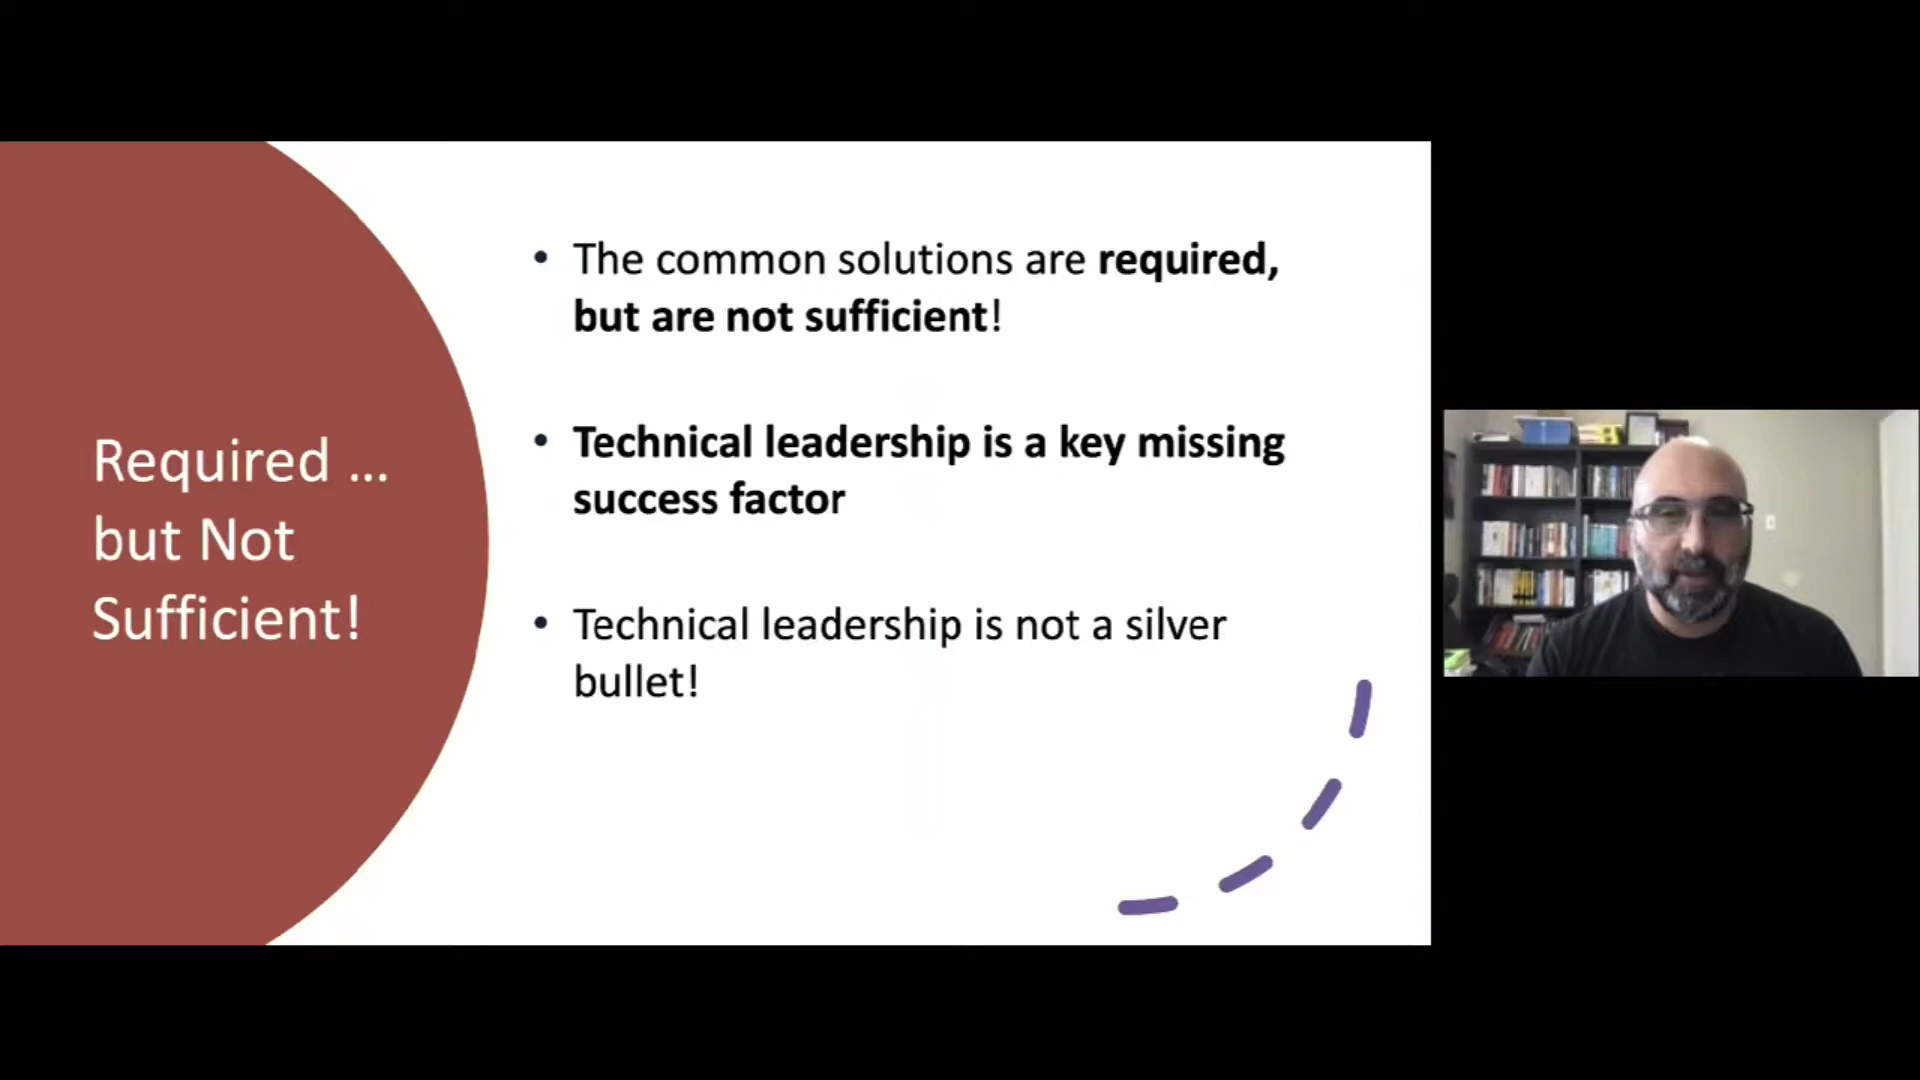 Required ...
but Not
Sufficient!
• The common solutions are required,
but are not sufficient!
• Technical leadership is a key missing
success factor
• Technical leadership is not a silver
bullet!